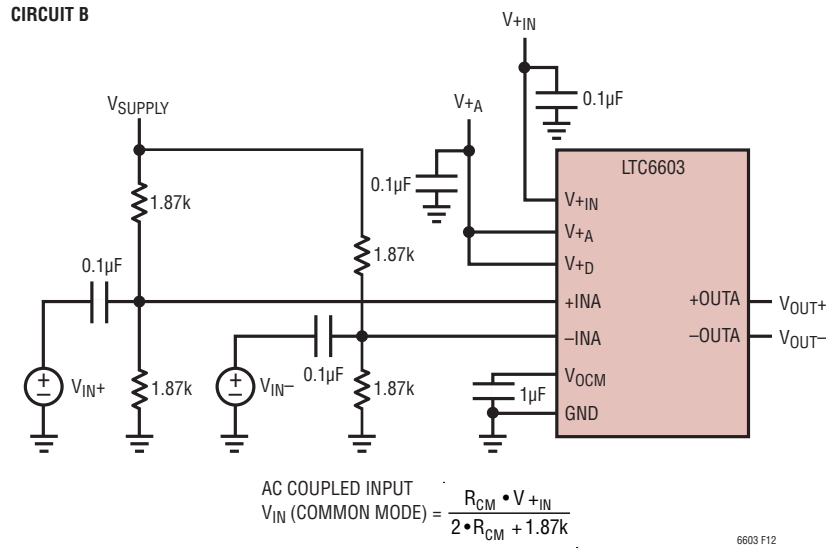 CIRCUIT B
V+IN
0.1µF
V+A
VSUPPLY
LTC6603
0.1µF
1.87k
V+IN
V+A
1.87k
V+D
0.1µF
+INA
+OUTA
VOUT+
–INA
–OUTA
VOUT–
VIN+
1.87k
VIN–
0.1µF
1.87k
VOCM
1µF
GND
AC COUPLED INPUT
VIN (COMMON MODE) = RCM • V +IN
2•RCM + 1.87k
6603 F12